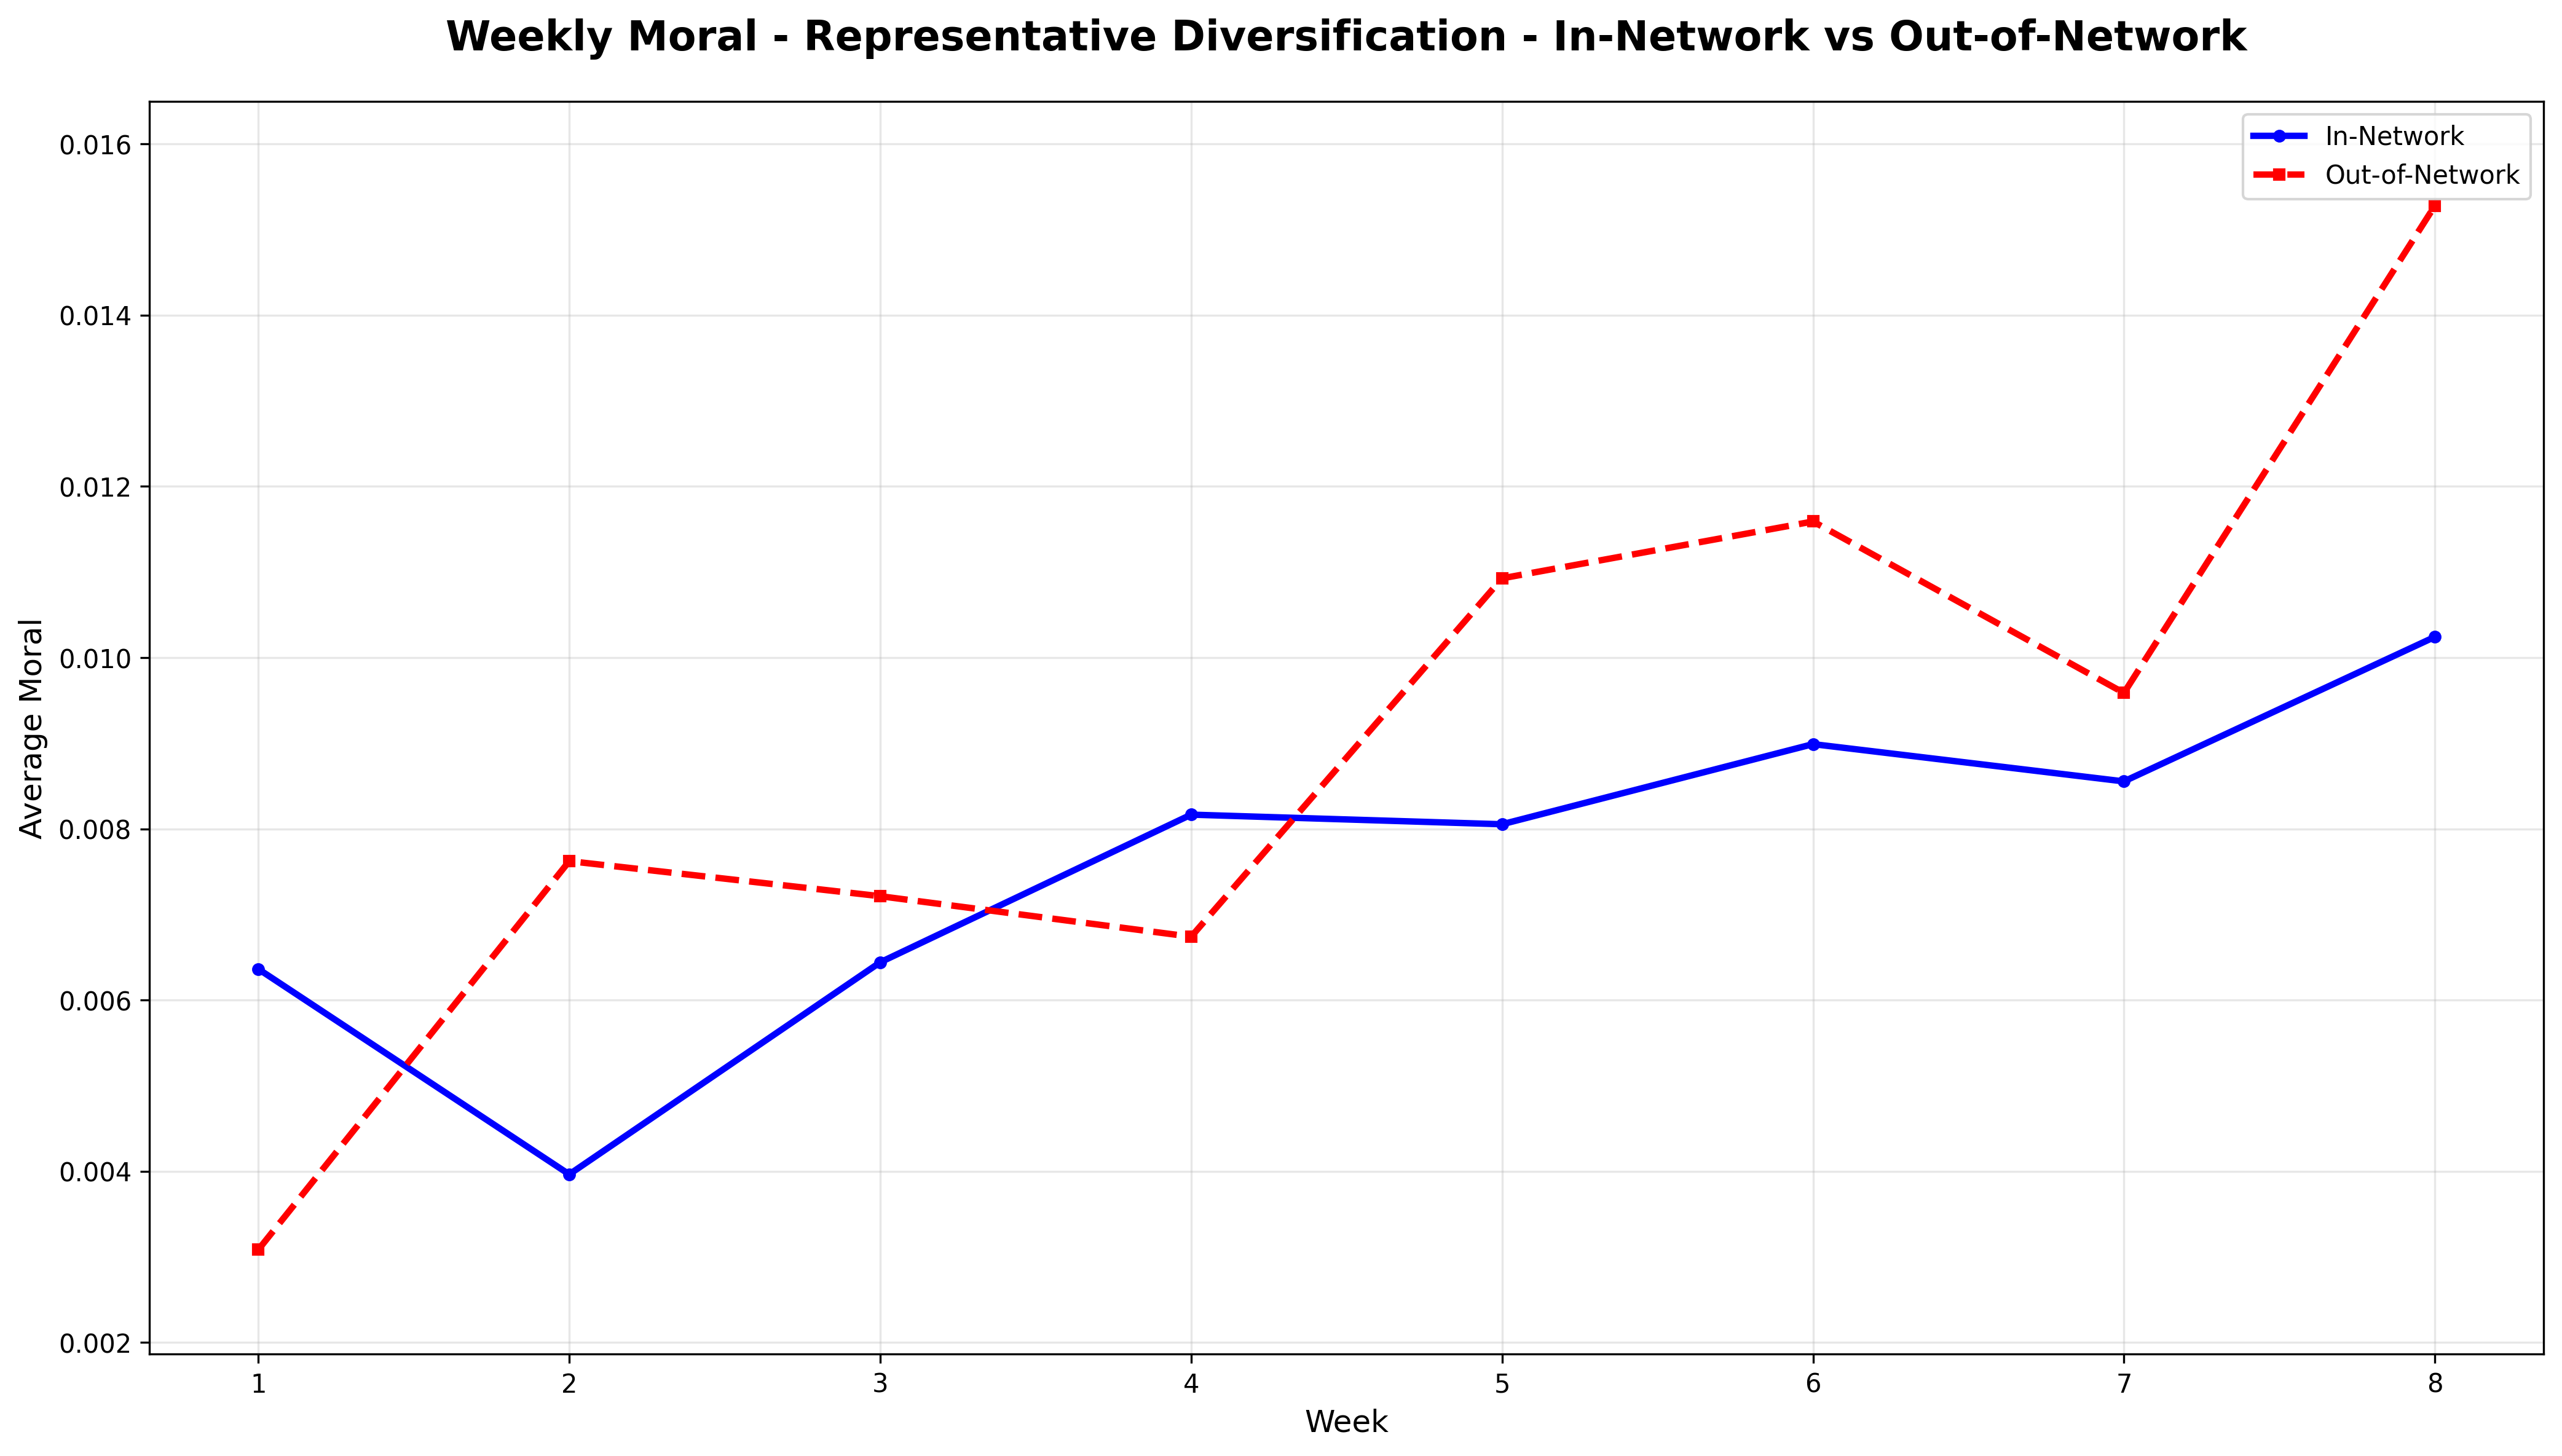 Weekly Moral - Representative Diversification - In-Network vs Out-of-Network
In-Network
Out-of-Network
Average Moral
0.016
0.014
0.012
0.010
0.008
0.006
0.004
0.002
1 2 3 4 5 6 7 8
Week